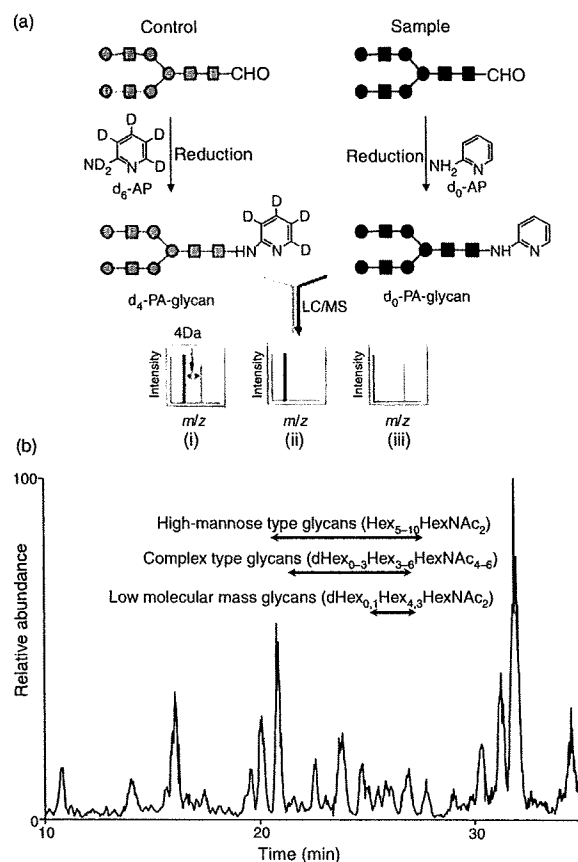 (a)
Control
Sample
CHO
CHO
D
D
D
ND2
N
D
d6-AP
Reduction
Reduction
NH2
N
d0-AP
D
D
D
D
HN
N
NH
N
d4-PA-glycan
LC/MS
d0-PA-glycan
4Da
Intensity
Intensity
Intensity
m/z
m/z
m/z
(i)
(ii)
(iii)
(b)
100
High-mannose type glycans (Hex5–10HexNAc2)
Complex type glycans (dHex0–3Hex3–6HexNAc4–6)
Low molecular mass glycans (dHex0,1Hex4,3HexNAc2)
Relative abundance
0
10
20
30
Time (min)